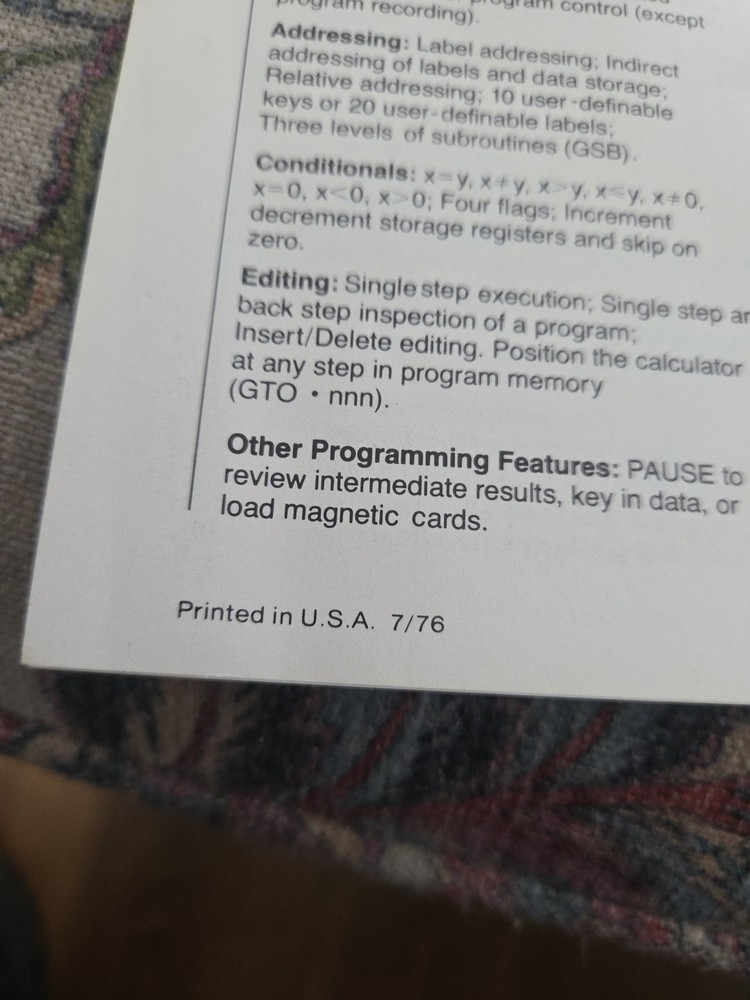 program control (except
program recording).
Addressing: Label addressing; Indirect
addressing of labels and data storage;
Relative addressing; 10 user-definable
keys or 20 user-definable labels;
Three levels of subroutines (GSB).
Conditionals: x=y, x≠y, x>y, x≤y, x≠0,
x=0, x<0, x>0; Four flags; Increment
decrement storage registers and skip on
zero.
Editing: Single step execution; Single step
back step inspection of a program;
Insert/Delete editing. Position the calculator
at any step in program memory
(GTO • nnn).
Other Programming Features: PAUSE to
review intermediate results, key in data, or
load magnetic cards.
Printed in U.S.A. 7/76